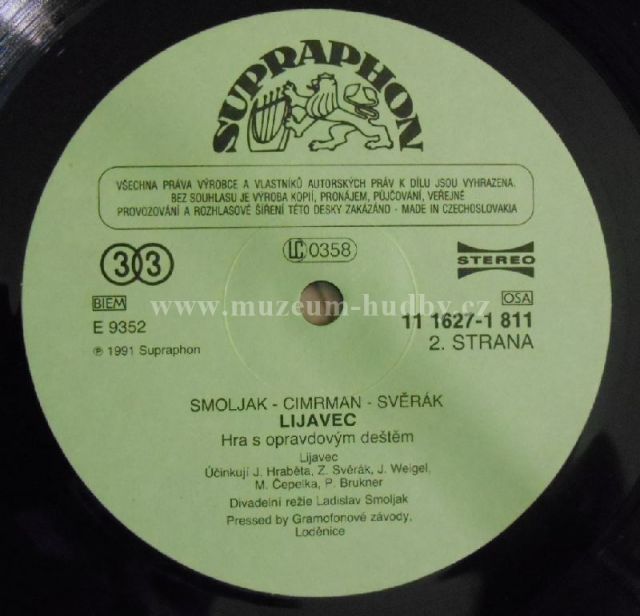 SUPRAPHON
VŠECHNA PRÁVA VÝROBCE A VLASTNÍKŮ AUTORSKÝCH PRÁV K DÍLU JSOU VYHRAZENA.
BEZ SOUHLASU JE VÝROBA KOPIÍ, PRONÁJEM, PŮJČOVÁNÍ, VEŘEJNÉ
PROVOZOVÁNÍ A ROZHLASOVÉ ŠÍŘENÍ TÉTO DESKY ZAKÁZÁNO - MADE IN CZECHOSLOVAKIA
33 LC 0358 STEREO
BIEM OSA
www.muzeum-hudby.cz
E 9352 11 1627-1 811
℗ 1991 Supraphon 2. STRANA
SMOLJAK - CIMRMAN - SVĚRÁK
LIJAVEC
Hra s opravdovým deštěm
Lijavec
Účinkují J. Hraběta, Z. Svěrák, J. Weigel,
M. Čepelka, P. Brukner
Divadelní režie Ladislav Smoljak
Pressed by Gramofonové závody,
Loděnice